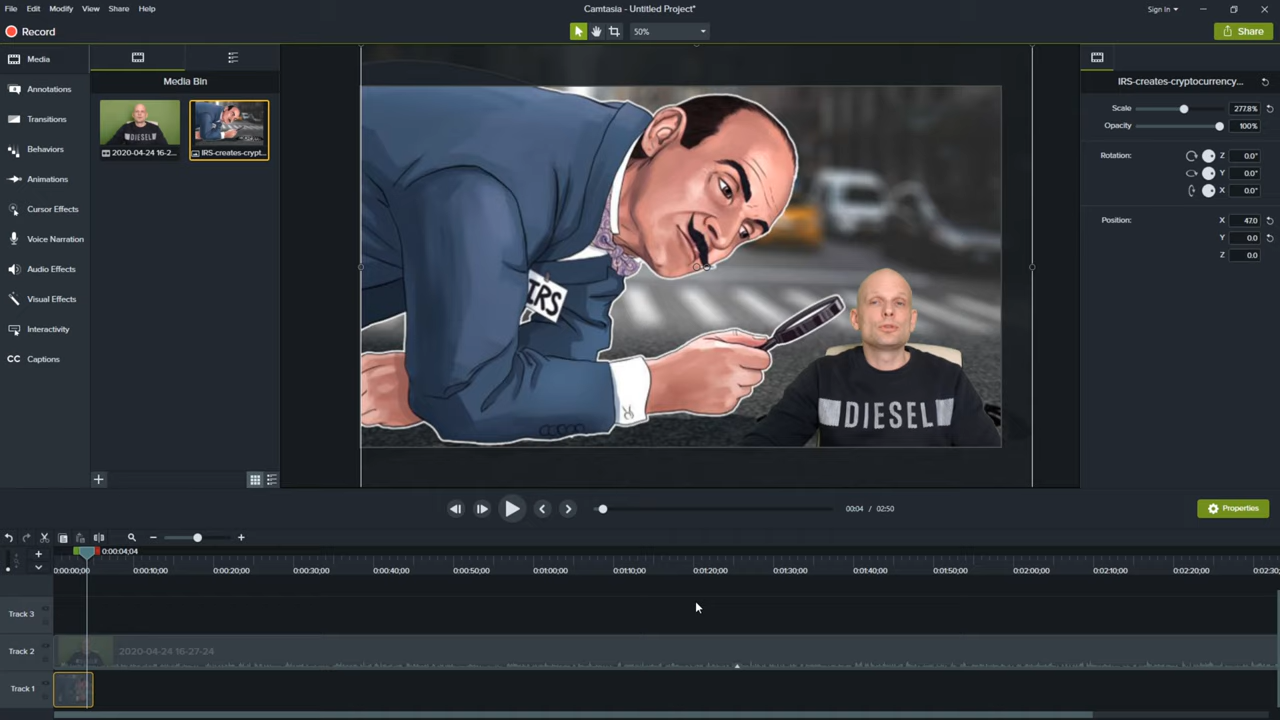 File Edit Modify View Share Help
Camtasia - Untitled Project*
Sign In
Record
50%
Share
Media
Annotations
Transitions
Behaviors
Animations
Cursor Effects
Voice Narration
Audio Effects
Visual Effects
Interactivity
CC Captions
Media Bin
2020-04-24 16-2...
IRS-creates-crypt...
IRS
DIESEL
IRS-creates-cryptocurrency...
Scale 277.8%
Opacity 100%
Rotation: Z 0.0°
Y 0.0°
X 0.0°
Position: X 47.0
Y 0.0
Z 0.0
00:04 / 02:50
Properties
0:00:04;04
0:00:00;00 0:00:10;00 0:00:20;00 0:00:30;00 0:00:40;00 0:00:50;00 0:01:00;00 0:01:10;00 0:01:20;00 0:01:30;00 0:01:40;00 0:01:50;00 0:02:00;00 0:02:10;00 0:02:20;00 0:02:30;
Track 3
Track 2
2020-04-24 16-27-24
Track 1